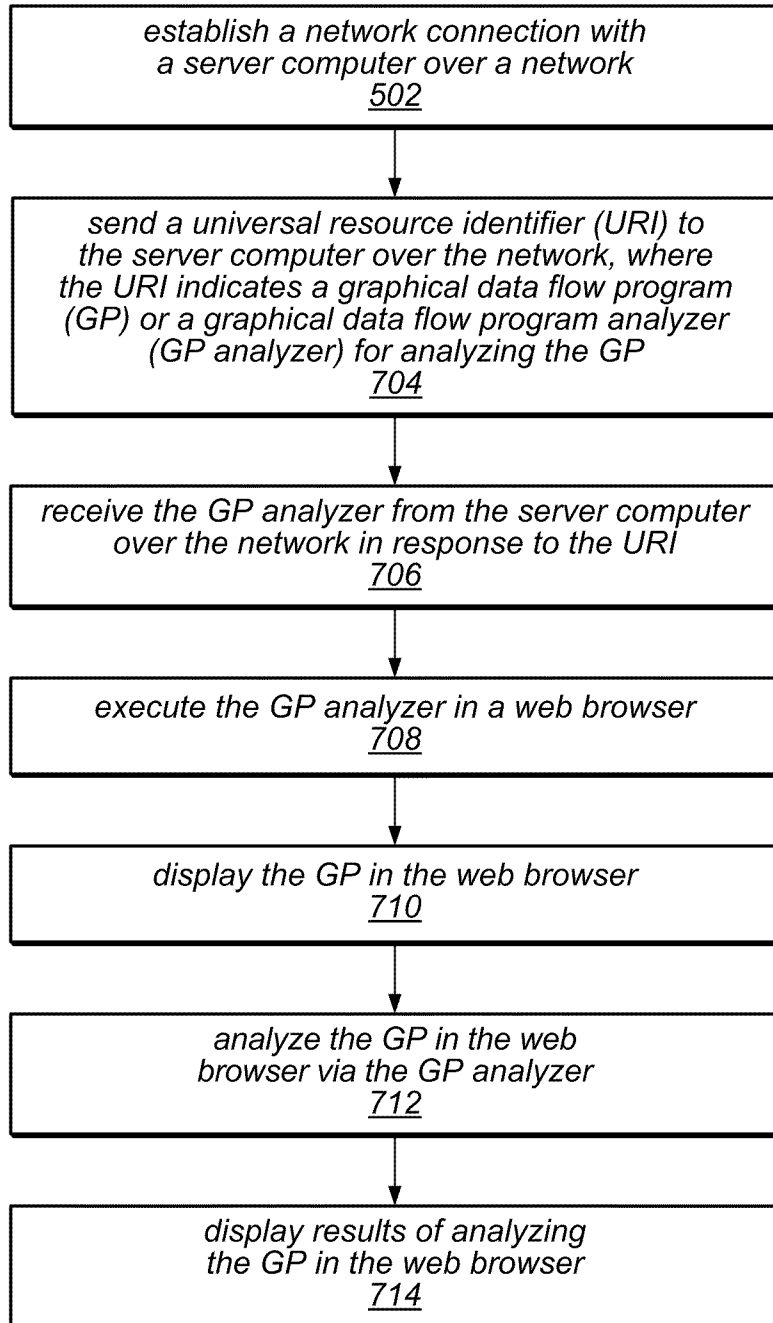 establish a network connection with
a server computer over a network
502
send a universal resource identifier (URI) to
the server computer over the network, where
the URI indicates a graphical data flow program
(GP) or a graphical data flow program analyzer
(GP analyzer) for analyzing the GP
704
receive the GP analyzer from the server computer
over the network in response to the URI
706
execute the GP analyzer in a web browser
708
display the GP in the web browser
710
analyze the GP in the web
browser via the GP analyzer
712
display results of analyzing
the GP in the web browser
714